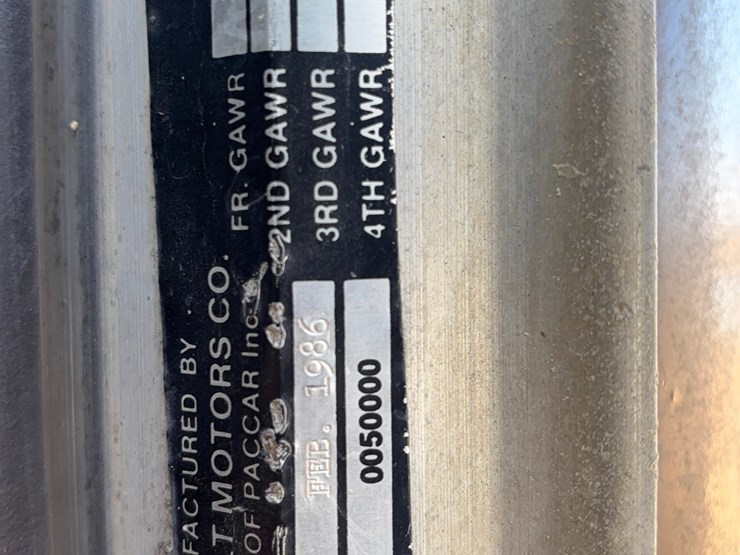 FACTURED BY
T MOTORS CO.
OF PACCAR Inc
FEB. 1986
0050000
FR. GAWR
2ND GAWR
3RD GAWR
4TH GAWR